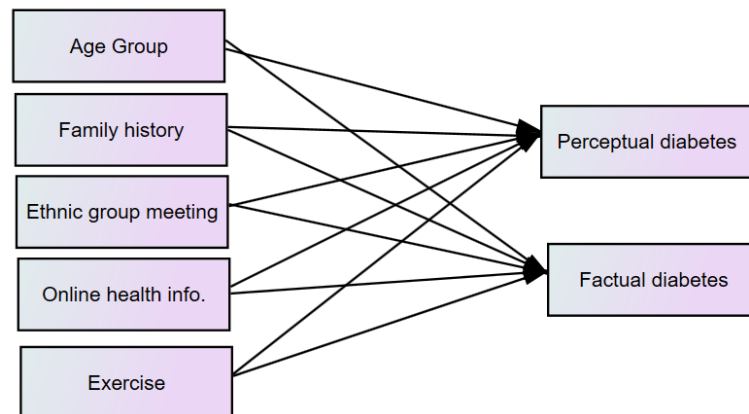 Age Group
Family history
Ethnic group meeting
Online health info.
Exercise
Perceptual diabetes
Factual diabetes